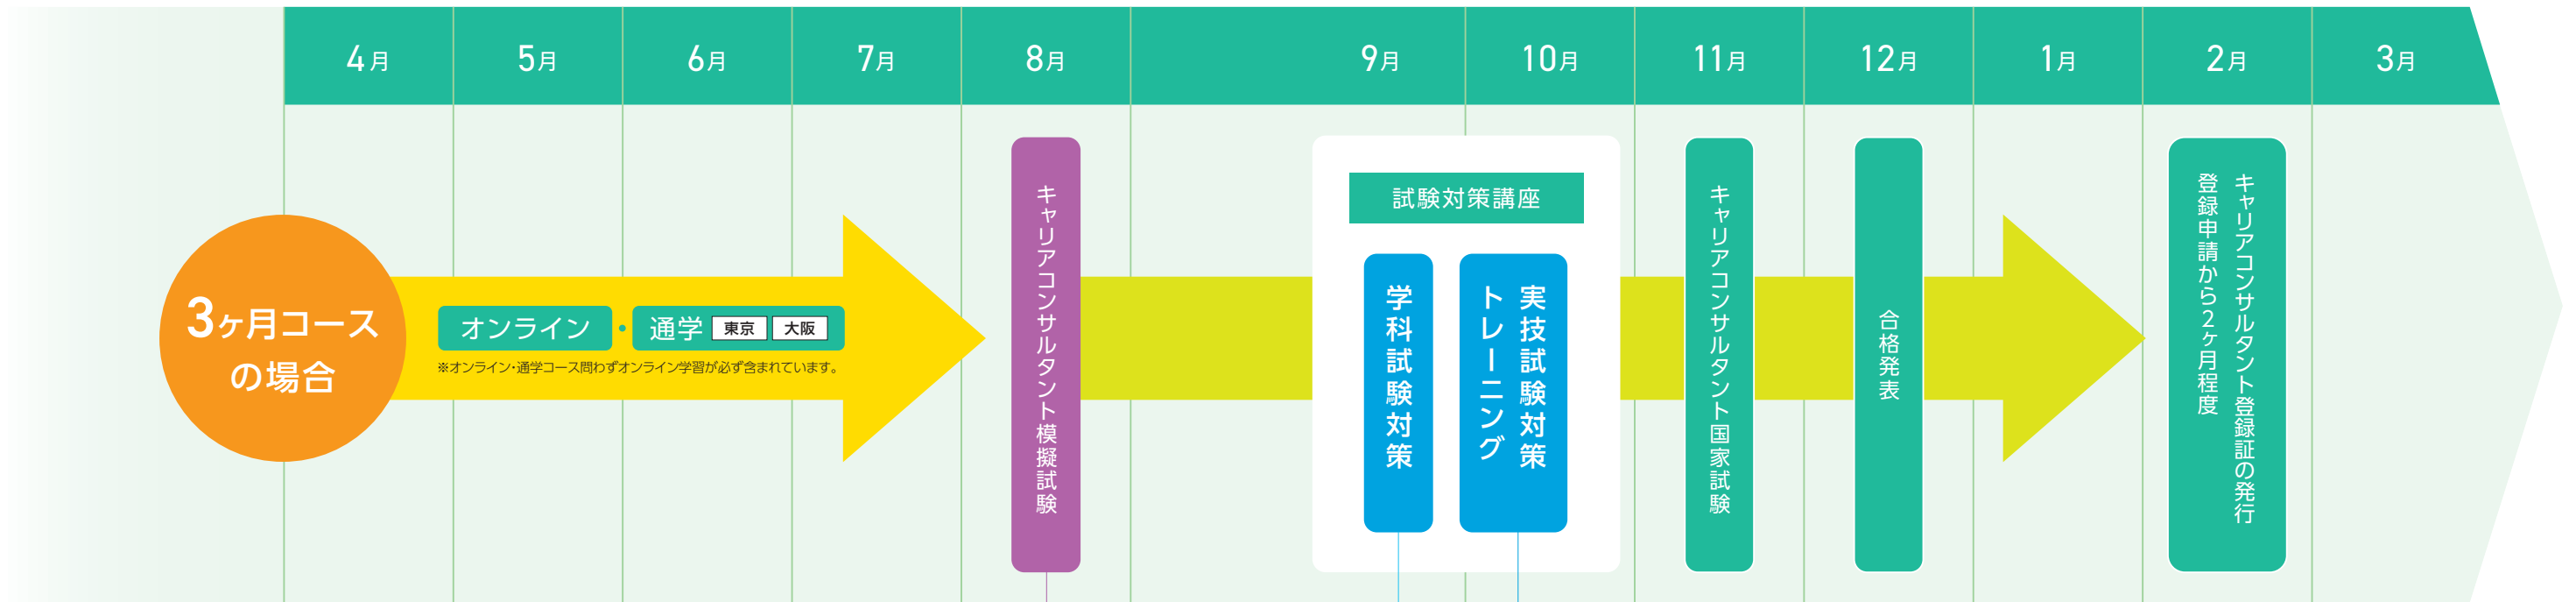 4月
5月
6月
7月
8月
9月
10月
11月
12月
1月
2月
3月
3ヶ月コース
の場合
オンライン・通学 東京 大阪
※オンライン・通学コース問わずオンライン学習が必ず含まれています。
キャリアコンサルタント模擬試験
試験対策講座
学科試験対策
実技試験対策
トレーニング
キャリアコンサルタント国家試験
合格発表
キャリアコンサルタント登録証の発行
登録申請から2ヶ月程度